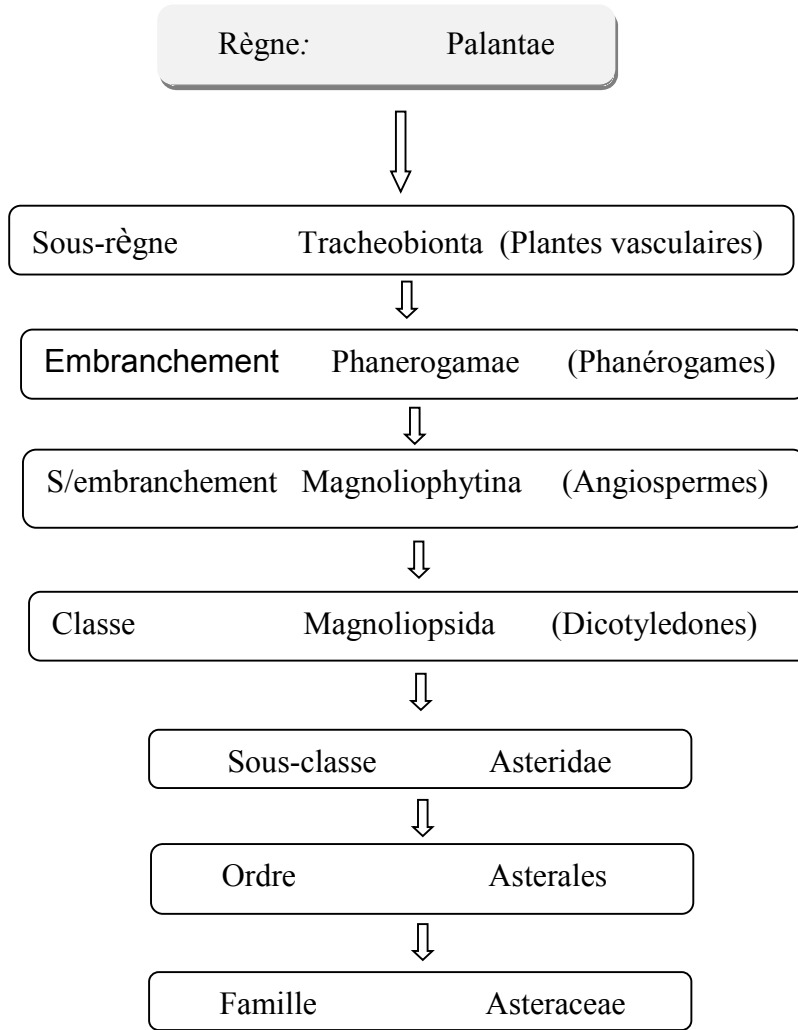 Règne: Palantae
Sous-règne Tracheobionta (Plantes vasculaires)
Embranchement Phanerogamae (Phanérogames)
S/embranchement Magnoliophytina (Angiospermes)
Classe Magnoliopsida (Dicotyledones)
Sous-classe Asteridae
Ordre Asterales
Famille Asteraceae